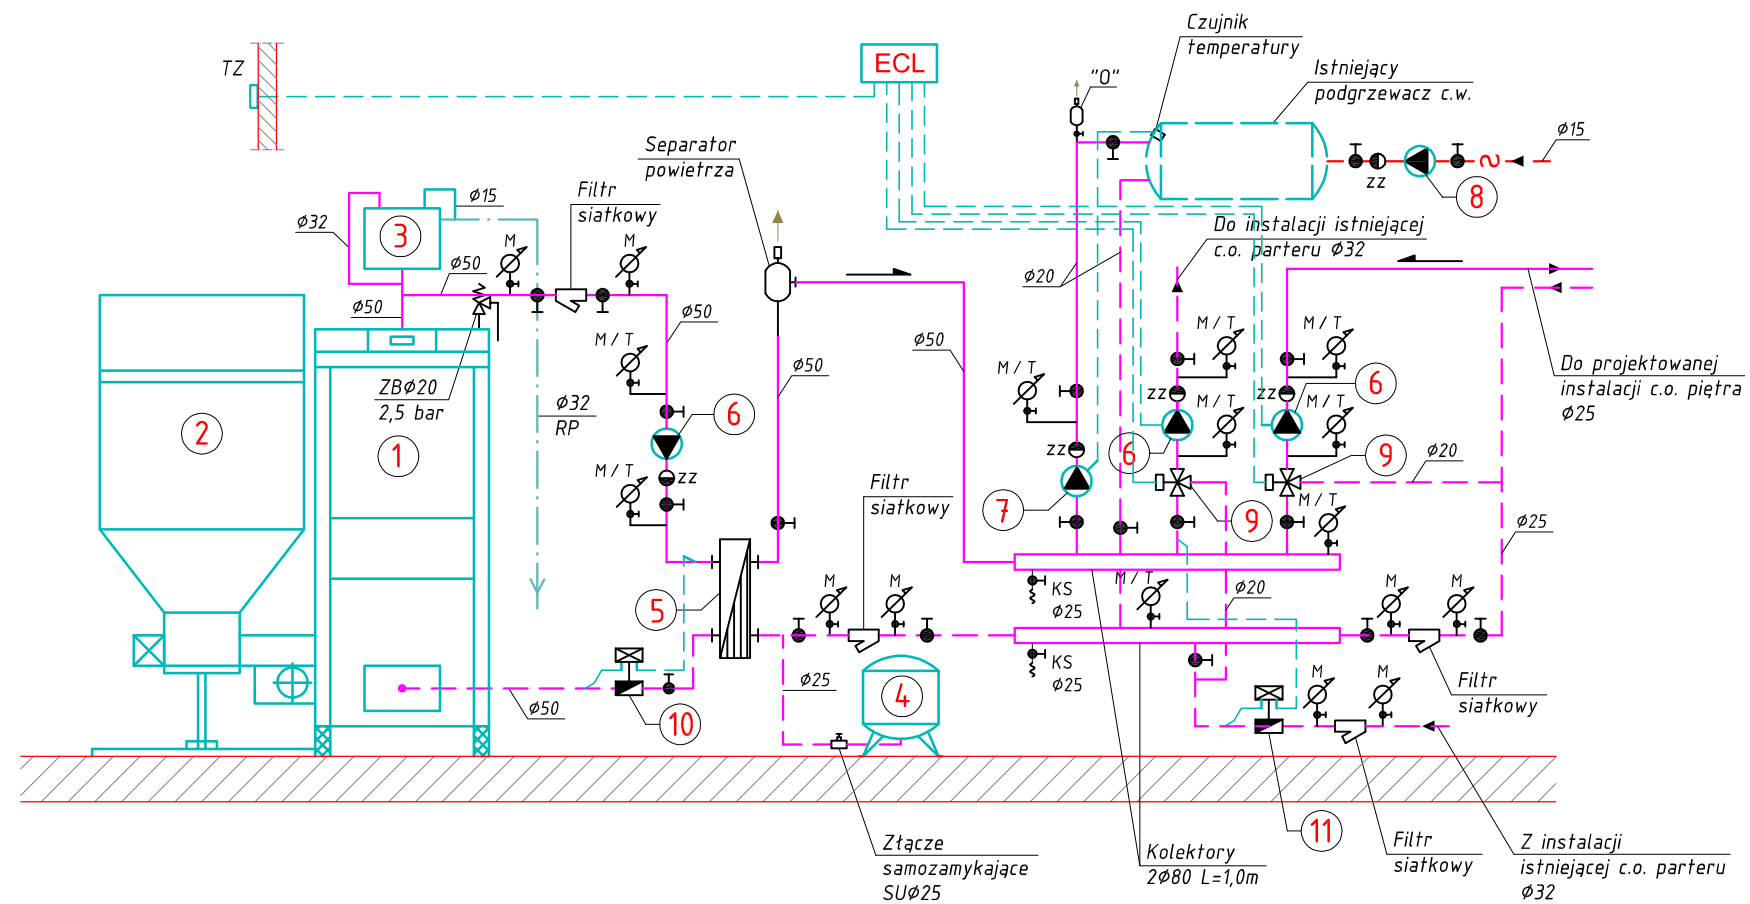 Czujnik
temperatury
TZ
ECL
"O"
Istniejący
podgrzewacz c.w.
Ø15
Separator
powietrza
zz
8
Filtr
siatkowy
Ø15
Ø32
3
M
M
Do instalacji istniejącej
c.o. parteru Ø32
Ø50
Ø20
Ø50
Ø50
M / T
M / T
M / T
Ø50
Ø50
M / T
Do projektowanej
instalacji c.o. piętra
Ø25
ZBØ20
2,5 bar
Ø32
RP
6
zz
zz
6
M / T
M / T
2
1
6
zz
9
Ø20
M / T
zz
Filtr
siatkowy
7
9
M / T
Ø25
5
M
M
KS
Ø25
M / T
Ø20
M
M
KS
Ø25
Ø25
4
M
M
Filtr
siatkowy
Ø50
10
11
Złącze
samozamykające
SUØ25
Kolektory
2Ø80 L=1,0m
Filtr
siatkowy
Z instalacji
istniejącej c.o. parteru
Ø32